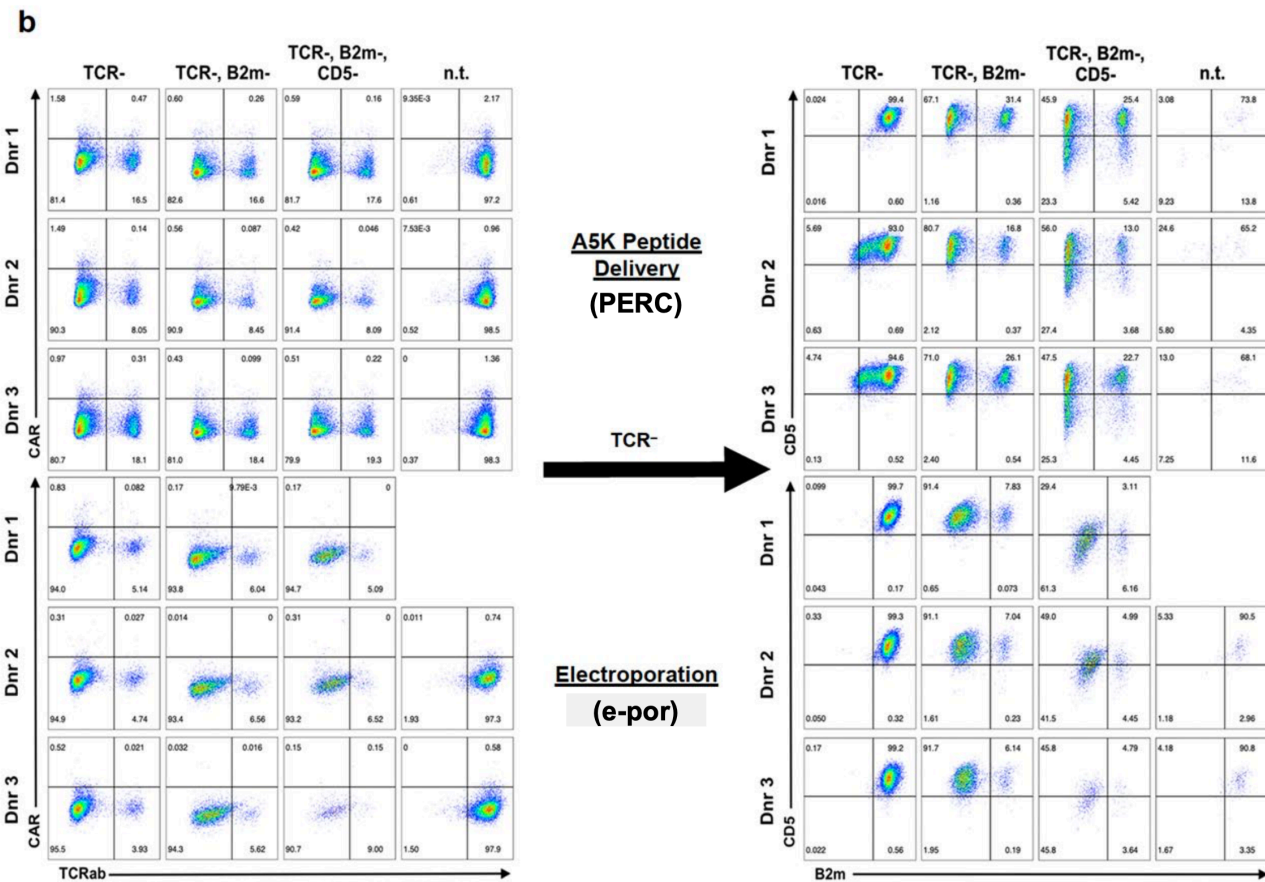 b
TCR- TCR-, B2m- TCR-, B2m-, CD5- n.t.
Dnr 1
1.58 0.47 0.60 0.26 0.59 0.16 9.35E-3 2.17
81.4 16.5 82.6 16.6 81.7 17.6 0.61 97.2
Dnr 2
1.49 0.14 0.56 0.087 0.42 0.046 7.53E-3 0.96
90.3 8.05 90.9 8.45 91.4 8.09 0.52 98.5
Dnr 3
0.97 0.31 0.43 0.099 0.51 0.22 0 1.36
80.7 18.1 81.0 18.4 79.9 19.3 0.37 98.3
CAR
Dnr 1
0.83 0.082 0.17 9.79E-3 0.17 0
94.0 5.14 93.8 6.04 94.7 5.09
Dnr 2
0.31 0.027 0.014 0 0.31 0 0.011 0.74
94.9 4.74 93.4 6.56 93.2 6.52 1.93 97.3
Dnr 3
0.52 0.021 0.032 0.016 0.15 0.15 0 0.58
95.5 3.93 94.3 5.62 90.7 9.00 1.50 97.9
CAR
TCRab
A5K Peptide
Delivery
(PERC)
TCR–
Electroporation
(e-por)
TCR- TCR-, B2m- TCR-, B2m-, CD5- n.t.
Dnr 1
0.024 99.4 67.1 31.4 45.9 25.4 3.08 73.8
0.016 0.60 1.16 0.36 23.3 5.42 9.23 13.8
Dnr 2
5.69 93.0 80.7 16.8 56.0 13.0 24.6 65.2
0.63 0.69 2.12 0.37 27.4 3.68 5.80 4.35
Dnr 3
4.74 94.6 71.0 26.1 47.5 22.7 13.0 68.1
0.13 0.52 2.40 0.54 25.3 4.45 7.25 11.6
CD5
Dnr 1
0.099 99.7 91.4 7.83 29.4 3.11
0.043 0.17 0.65 0.073 61.3 6.16
Dnr 2
0.33 99.3 91.1 7.04 49.0 4.99 5.33 90.5
0.050 0.32 1.61 0.23 41.5 4.45 1.18 2.96
Dnr 3
0.17 99.2 91.7 6.14 45.8 4.79 4.18 90.8
0.022 0.56 1.95 0.19 45.8 3.64 1.67 3.35
CD5
B2m